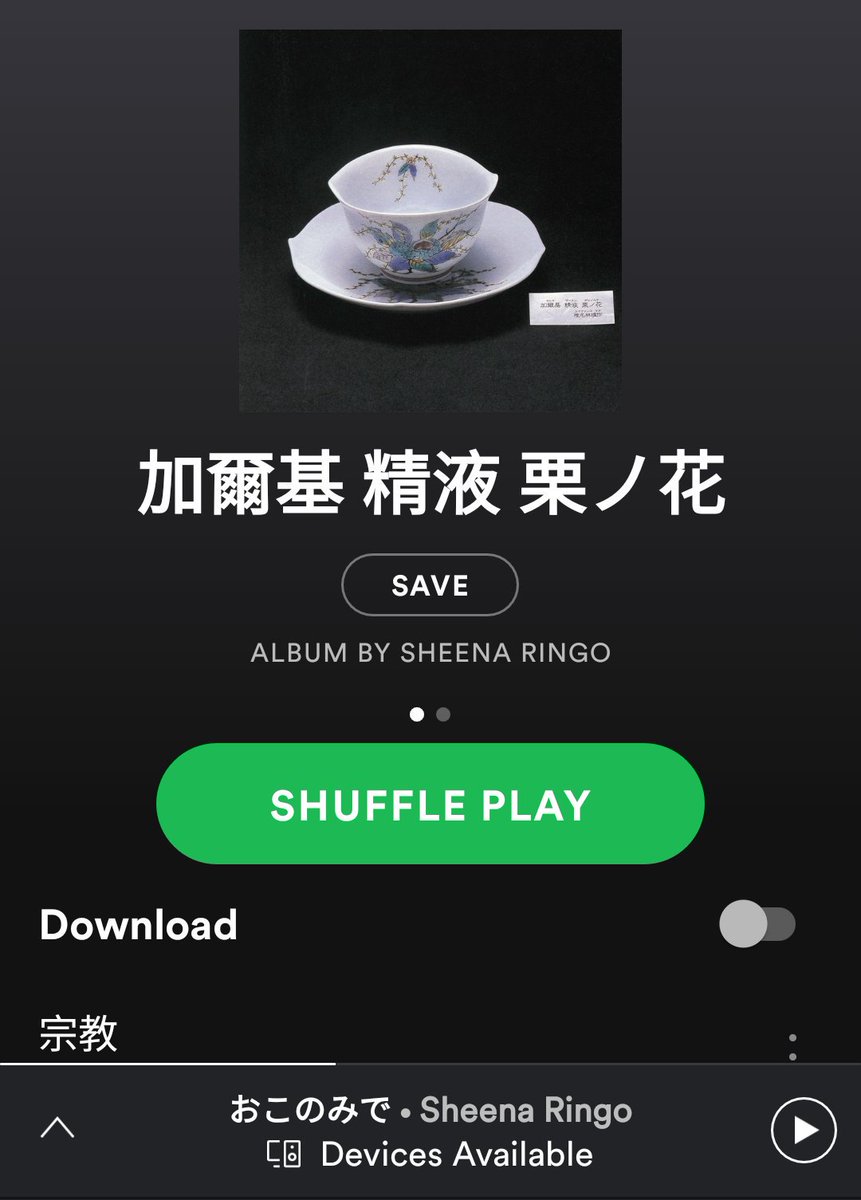 加爾基 精液 栗ノ花
加爾基 精液 栗ノ花
SAVE
ALBUM BY SHEENA RINGO
SHUFFLE PLAY
Download
宗教
おこのみで • Sheena Ringo
Devices Available